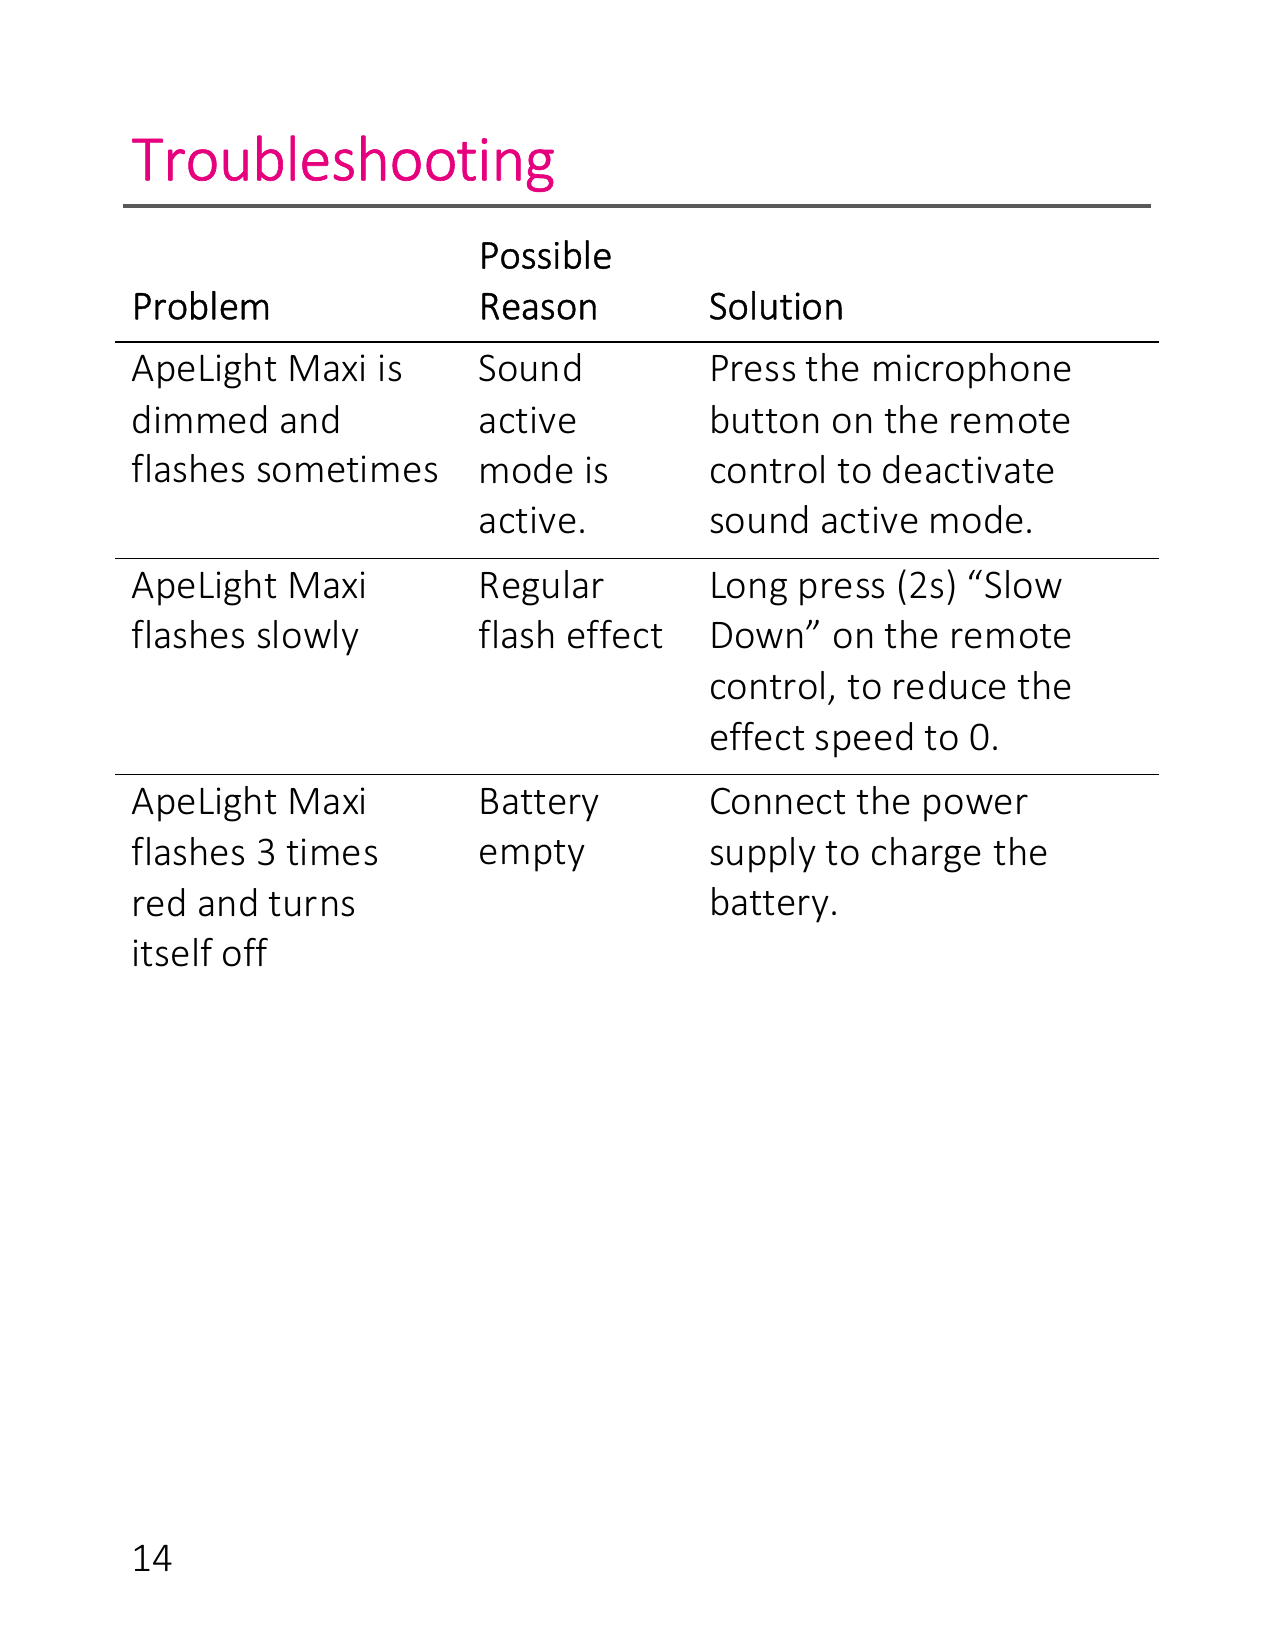 Troubleshooting
Problem
Possible
Reason
Solution
ApeLight Maxi is
dimmed and
flashes sometimes
Sound
active
mode is
active.
Press the microphone
button on the remote
control to deactivate
sound active mode.
ApeLight Maxi
flashes slowly
Regular
flash effect
Long press (2s) “Slow
Down” on the remote
control, to reduce the
effect speed to 0.
ApeLight Maxi
flashes 3 times
red and turns
itself off
Battery
empty
Connect the power
supply to charge the
battery.
14